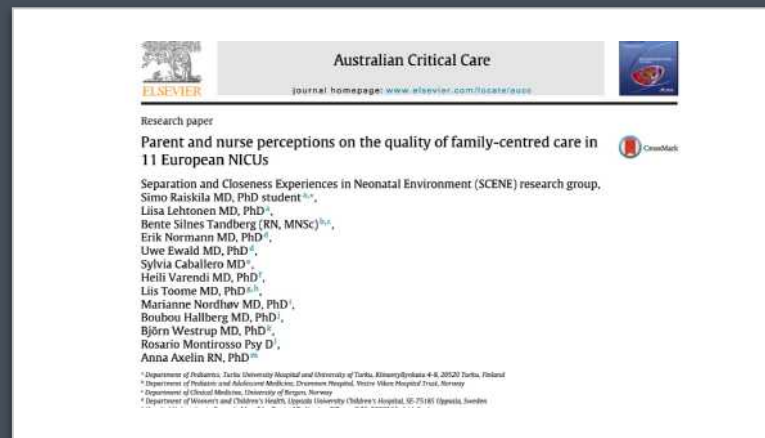 Australian Critical Care
ELSEVIER
journal homepage: www.elsevier.com/locate/aucc
Research paper
Parent and nurse perceptions on the quality of family-centred care in
11 European NICUs
CrossMark
Separation and Closeness Experiences in Neonatal Environment (SCENE) research group,
Simo Raiskila MD, PhD student a,*,
Liisa Lehtonen MD, PhD a,
Bente Silnes Tandberg (RN, MNSc) b,c,
Erik Normann MD, PhD d,
Uwe Ewald MD, PhD d,
Sylvia Caballero MD e,
Heili Varendi MD, PhD f,
Liis Toome MD, PhD g,h,
Marianne Nordhøv MD, PhD i,
Boubou Hallberg MD, PhD j,
Björn Westrup MD, PhD k,
Rosario Montirosso Psy D l,
Anna Axelin RN, PhD m
a Department of Pediatrics, Turku University Hospital and University of Turku, Kiinamyllynkatu 4-8, 20520 Turku, Finland
b Department of Pediatric and Adolescent Medicine, Drammen Hospital, Vestre Viken Hospital Trust, Norway
c Department of Clinical Medicine, University of Bergen, Norway
d Department of Women's and Children's Health, Uppsala University Children's Hospital, SE-75185 Uppsala, Sweden